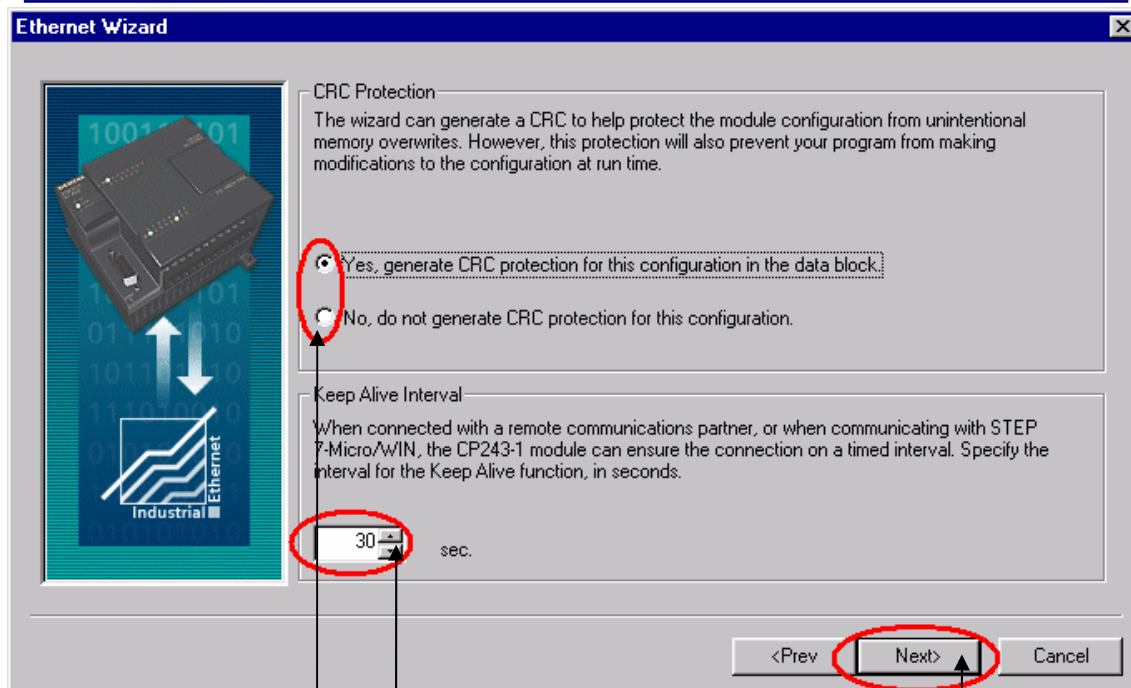 Ethernet Wizard
CRC Protection
The wizard can generate a CRC to help protect the module configuration from unintentional
memory overwrites. However, this protection will also prevent your program from making
modifications to the configuration at run time.
Yes, generate CRC protection for this configuration in the data block.
No, do not generate CRC protection for this configuration.
Keep Alive Interval
When connected with a remote communications partner, or when communicating with STEP
7-Micro/WIN, the CP243-1 module can ensure the connection on a timed interval. Specify the
interval for the Keep Alive function, in seconds.
30
sec.
Industrial
Ethernet
<Prev
Next>
Cancel